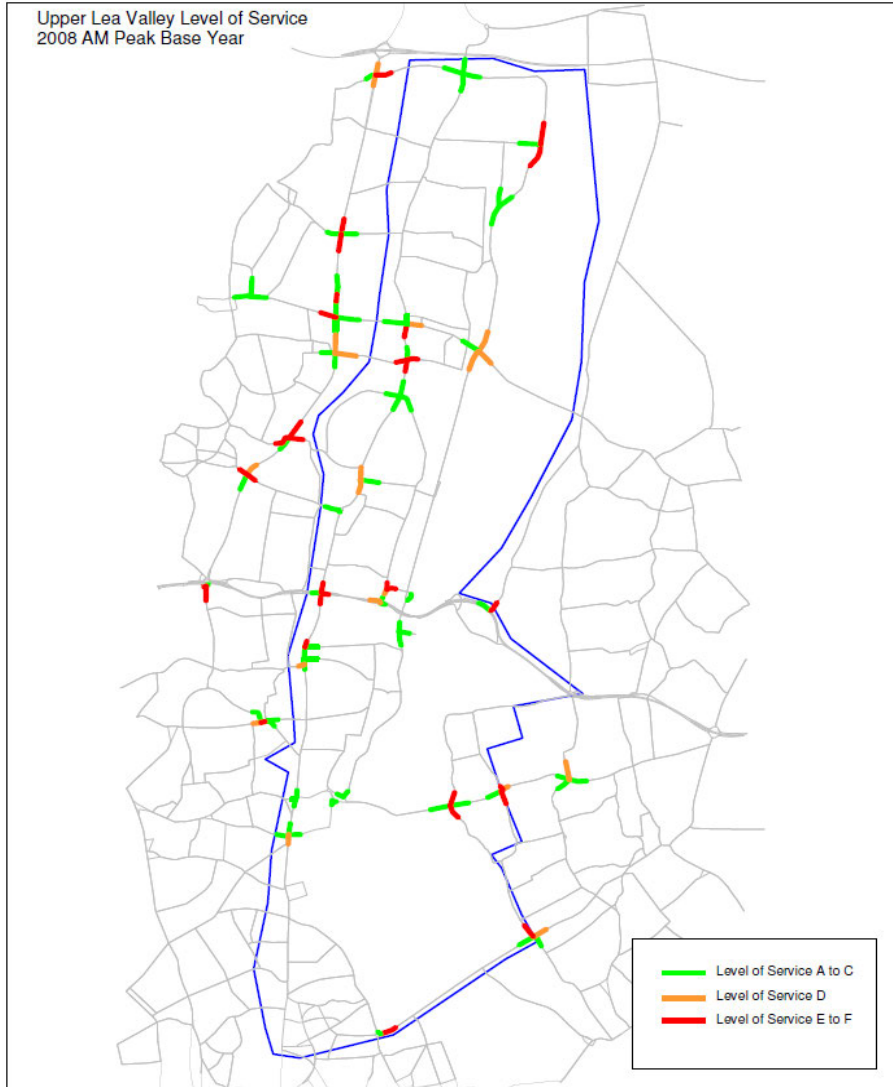 Upper Lea Valley Level of Service
2008 AM Peak Base Year
Level of Service A to C
Level of Service D
Level of Service E to F